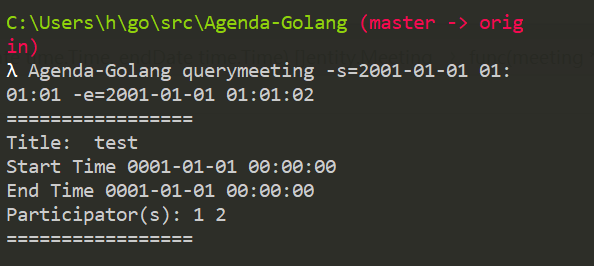 C:\Users\h\go\src\Agenda-Golang (master -> orig
in)
λ Agenda-Golang querymeeting -s=2001-01-01 01:
01:01 -e=2001-01-01 01:01:02
=================
Title:  test
Start Time 0001-01-01 00:00:00
End Time 0001-01-01 00:00:00
Participator(s): 1 2
=================